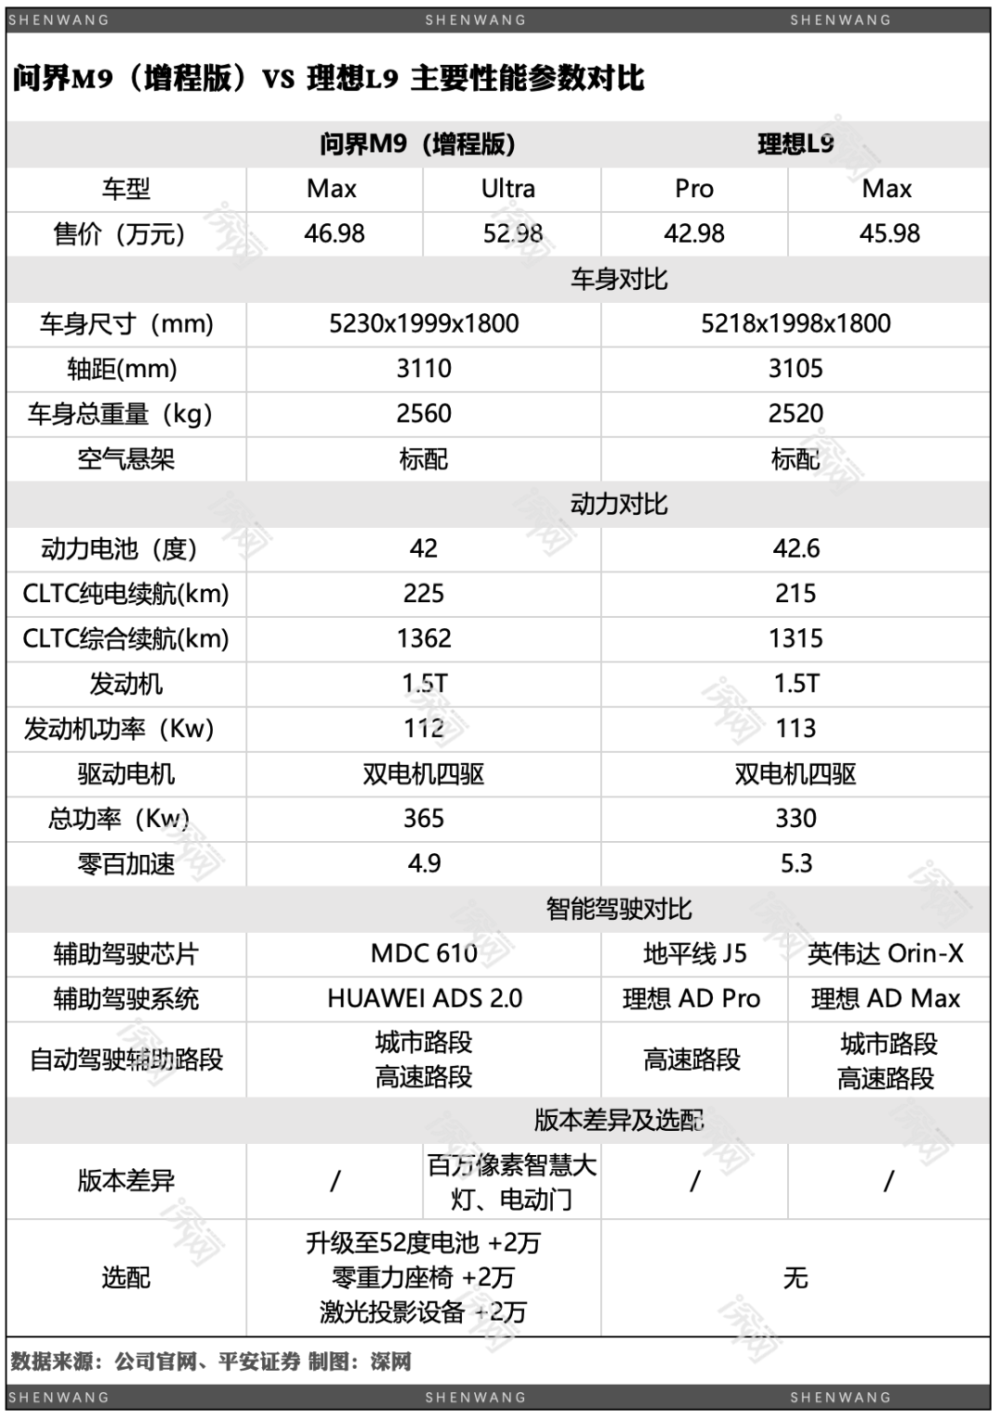 SHENWANG SHENWANG SHENWANG
问界M9（增程版）VS 理想L9 主要性能参数对比
问界M9（增程版） 理想L9
车型 Max Ultra Pro Max
售价（万元） 46.98 52.98 42.98 45.98
车身对比
车身尺寸（mm) 5230x1999x1800 5218x1998x1800
轴距(mm) 3110 3105
车身总重量（kg） 2560 2520
空气悬架 标配 标配
动力对比
动力电池（度） 42 42.6
CLTC纯电续航(km) 225 215
CLTC综合续航(km) 1362 1315
发动机 1.5T 1.5T
发动机功率（Kw） 112 113
驱动电机 双电机四驱 双电机四驱
总功率（Kw） 365 330
零百加速 4.9 5.3
智能驾驶对比
辅助驾驶芯片 MDC 610 地平线 J5 英伟达 Orin-X
辅助驾驶系统 HUAWEI ADS 2.0 理想 AD Pro 理想 AD Max
自动驾驶辅助路段 城市路段 高速路段 高速路段 城市路段 高速路段
版本差异及选配
版本差异 / 百万像素智慧大灯、电动门 / /
选配 升级至52度电池 +2万 无
零重力座椅 +2万
激光投影设备 +2万
数据来源：公司官网、平安证券 制图：深网
SHENWANG SHENWANG SHENWANG
深网